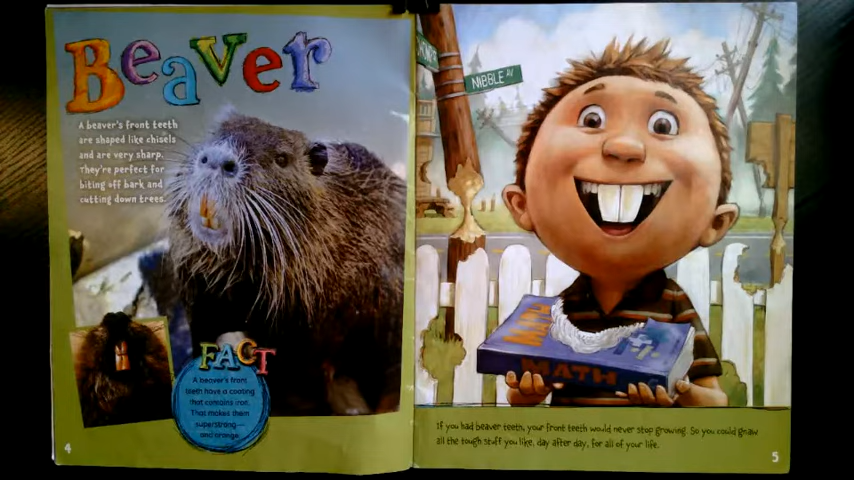 Beaver
A beaver's front teeth
are shaped like chisels
and are very sharp.
They're perfect for
biting off bark and
cutting down trees.
FACT
A beaver's front
teeth have a coating
that contains iron.
That makes them
superstrong—
and orange.
4
NIBBLE AV
MATH
MATH
If you had beaver teeth, your front teeth would never stop growing. So you could gnaw
all the tough stuff you like, day after day, for all of your life.
5